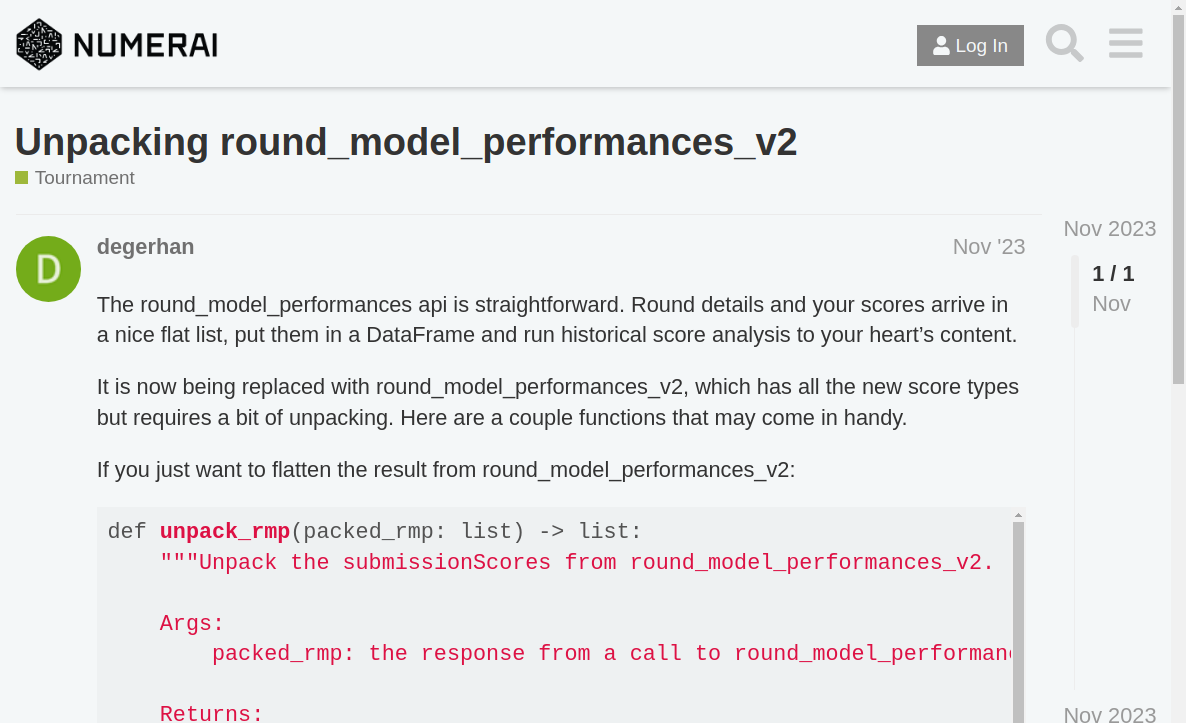 NUMERAI
Log In
Unpacking round_model_performances_v2
Tournament
degerhan
Nov '23
The round_model_performances api is straightforward. Round details and your scores arrive in
a nice flat list, put them in a DataFrame and run historical score analysis to your heart’s content.
It is now being replaced with round_model_performances_v2, which has all the new score types
but requires a bit of unpacking. Here are a couple functions that may come in handy.
If you just want to flatten the result from round_model_performances_v2:
def unpack_rmp(packed_rmp: list) -> list:
"""Unpack the submissionScores from round_model_performances_v2.
Args:
packed_rmp: the response from a call to round_model_performan
Returns:
Nov 2023
1 / 1
Nov
Nov 2023
D